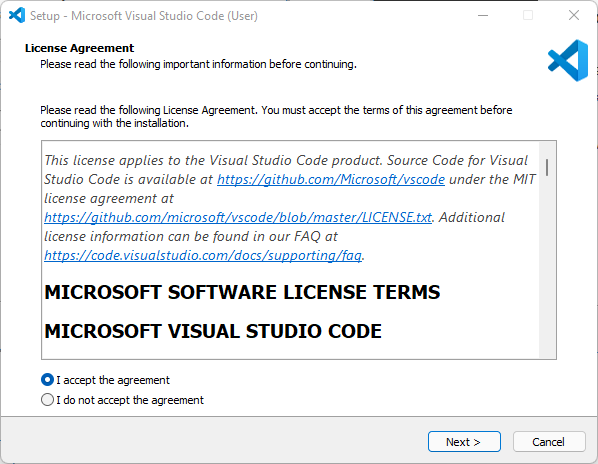 Setup - Microsoft Visual Studio Code (User)
License Agreement
Please read the following important information before continuing.
Please read the following License Agreement. You must accept the terms of this agreement before
continuing with the installation.
This license applies to the Visual Studio Code product. Source Code for Visual
Studio Code is available at https://github.com/Microsoft/vscode under the MIT
license agreement at
https://github.com/microsoft/vscode/blob/master/LICENSE.txt. Additional
license information can be found in our FAQ at
https://code.visualstudio.com/docs/supporting/faq.
MICROSOFT SOFTWARE LICENSE TERMS
MICROSOFT VISUAL STUDIO CODE
I accept the agreement
I do not accept the agreement
Next >
Cancel